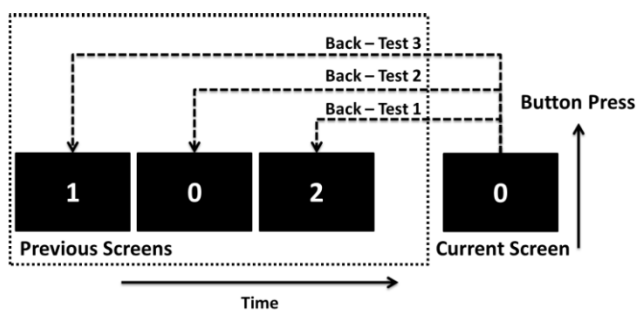 Back – Test 3
Back – Test 2
Back – Test 1
Button Press
1
0
2
0
Previous Screens
Current Screen
Time